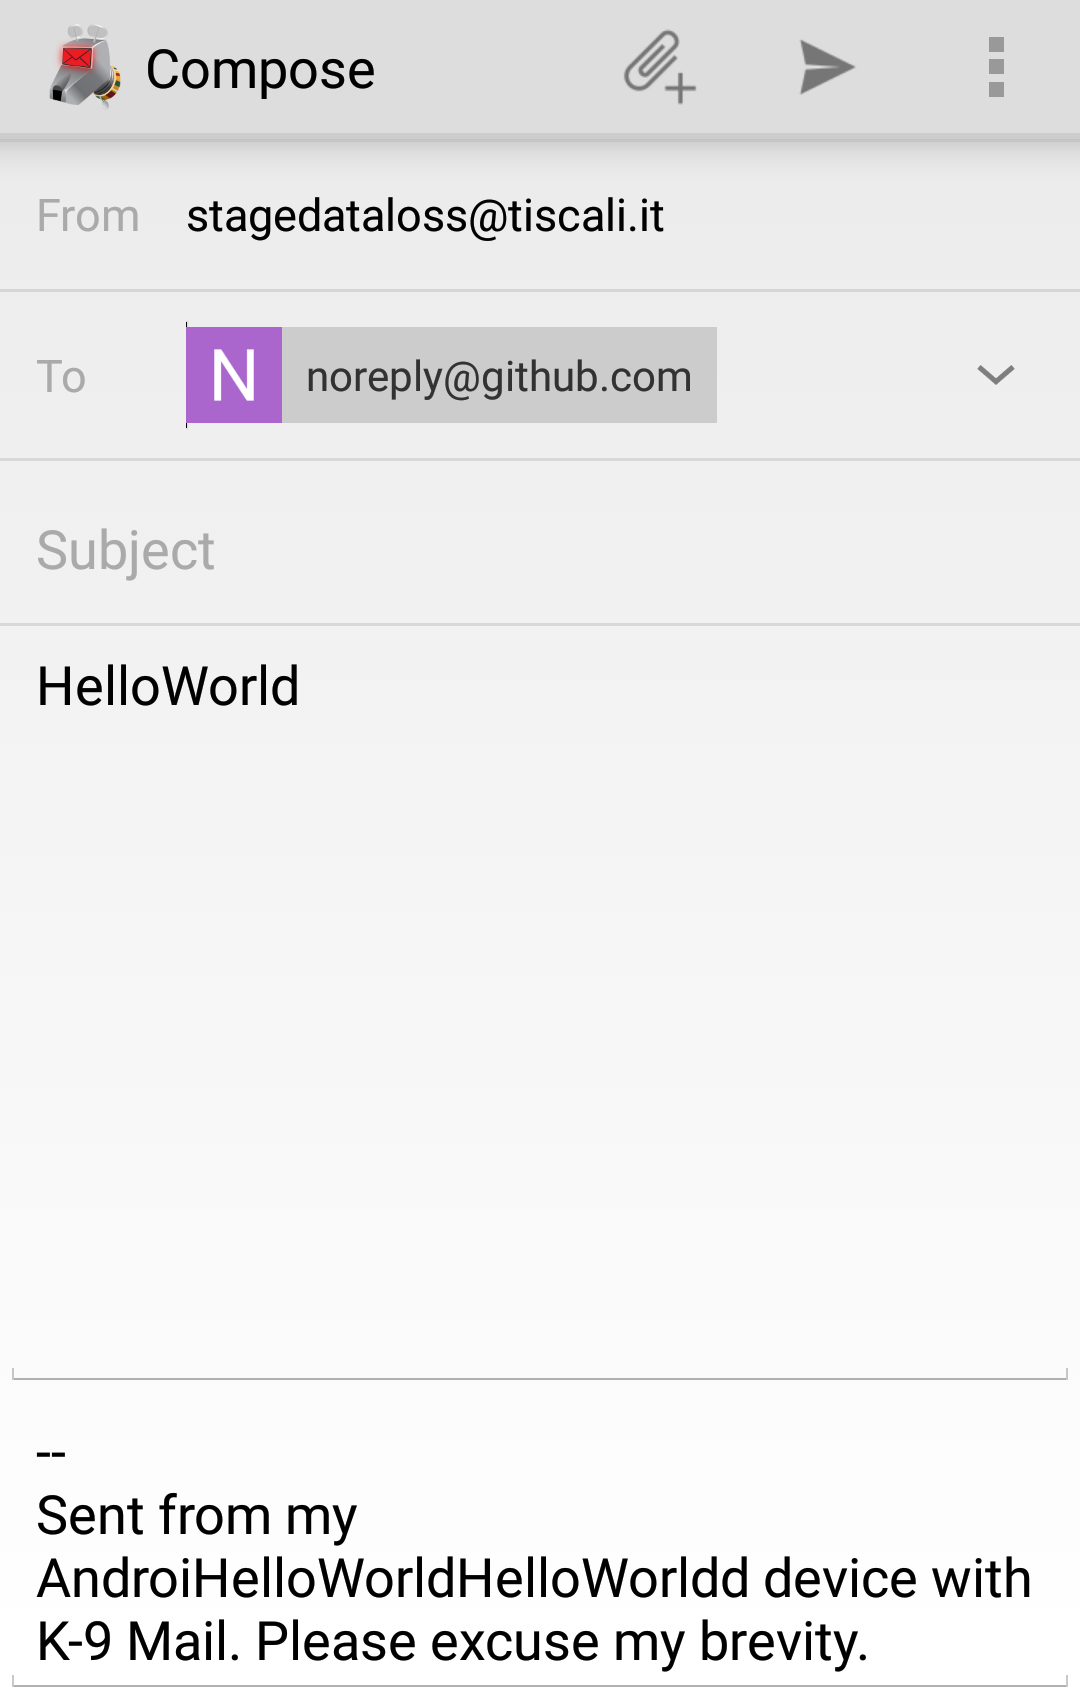 Compose
From stagedataloss@tiscali.it
To N noreply@github.com
Subject
HelloWorld
--
Sent from my
AndroiHelloWorldHelloWorldd device with
K-9 Mail. Please excuse my brevity.